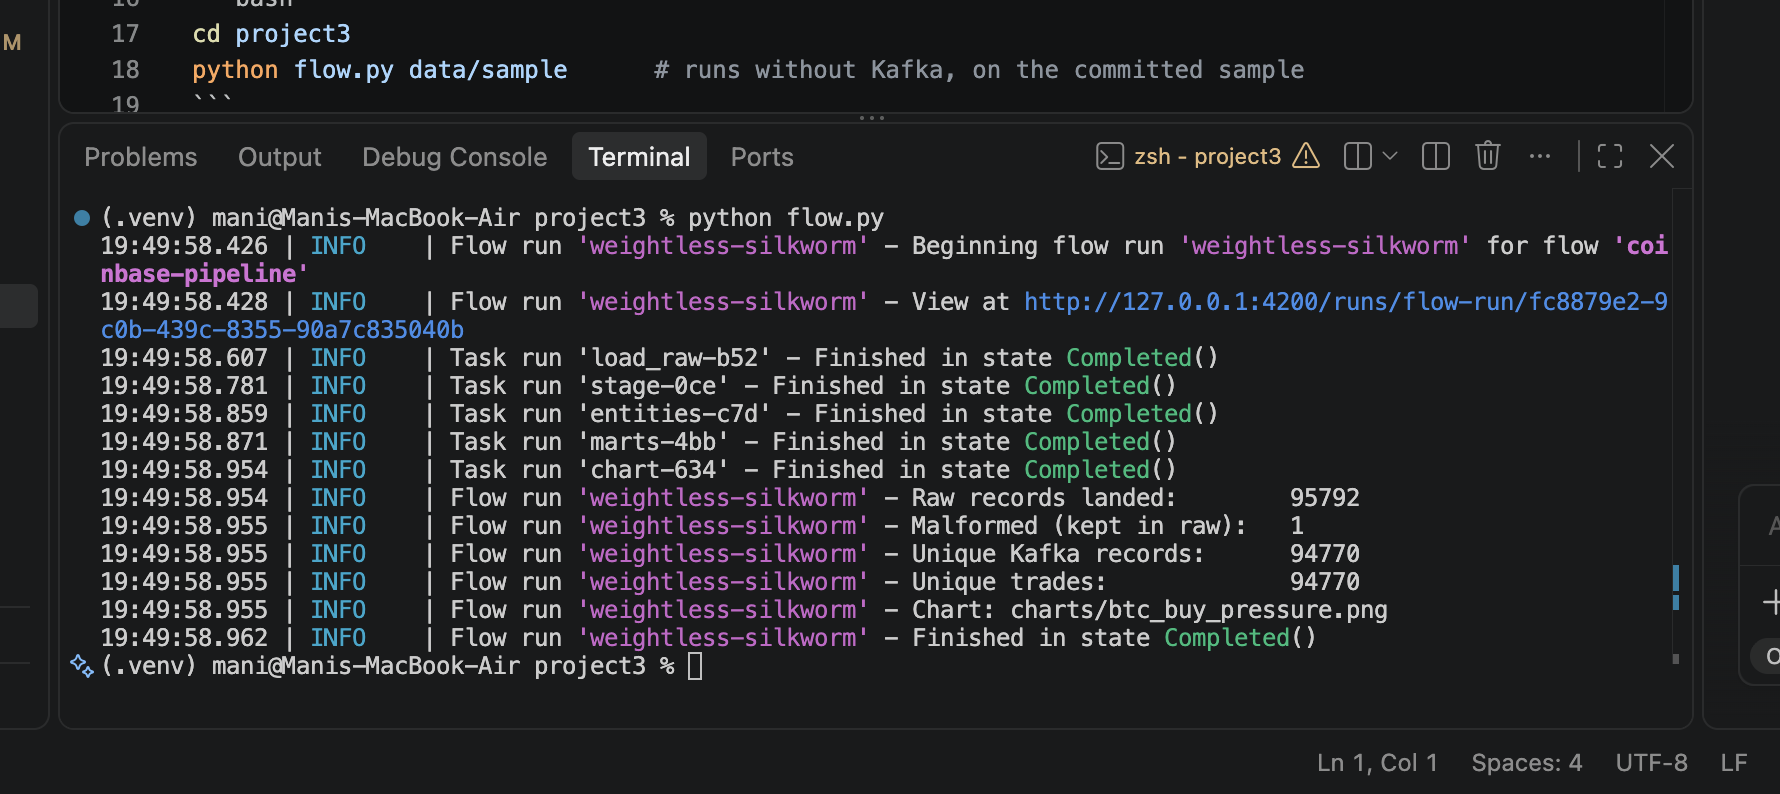 M
16 ```bash
17 cd project3
18 python flow.py data/sample      # runs without Kafka, on the committed sample
19 ```
Problems Output Debug Console Terminal Ports zsh - project3
(.venv) mani@Manis-MacBook-Air project3 % python flow.py
19:49:58.426 | INFO    | Flow run 'weightless-silkworm' - Beginning flow run 'weightless-silkworm' for flow 'coi
nbase-pipeline'
19:49:58.428 | INFO    | Flow run 'weightless-silkworm' - View at http://127.0.0.1:4200/runs/flow-run/fc8879e2-9
c0b-439c-8355-90a7c835040b
19:49:58.607 | INFO    | Task run 'load_raw-b52' - Finished in state Completed()
19:49:58.781 | INFO    | Task run 'stage-0ce' - Finished in state Completed()
19:49:58.859 | INFO    | Task run 'entities-c7d' - Finished in state Completed()
19:49:58.871 | INFO    | Task run 'marts-4bb' - Finished in state Completed()
19:49:58.954 | INFO    | Task run 'chart-634' - Finished in state Completed()
19:49:58.954 | INFO    | Flow run 'weightless-silkworm' - Raw records landed:        95792
19:49:58.955 | INFO    | Flow run 'weightless-silkworm' - Malformed (kept in raw):   1
19:49:58.955 | INFO    | Flow run 'weightless-silkworm' - Unique Kafka records:      94770
19:49:58.955 | INFO    | Flow run 'weightless-silkworm' - Unique trades:             94770
19:49:58.955 | INFO    | Flow run 'weightless-silkworm' - Chart: charts/btc_buy_pressure.png
19:49:58.962 | INFO    | Flow run 'weightless-silkworm' - Finished in state Completed()
(.venv) mani@Manis-MacBook-Air project3 %
Ln 1, Col 1 Spaces: 4 UTF-8 LF